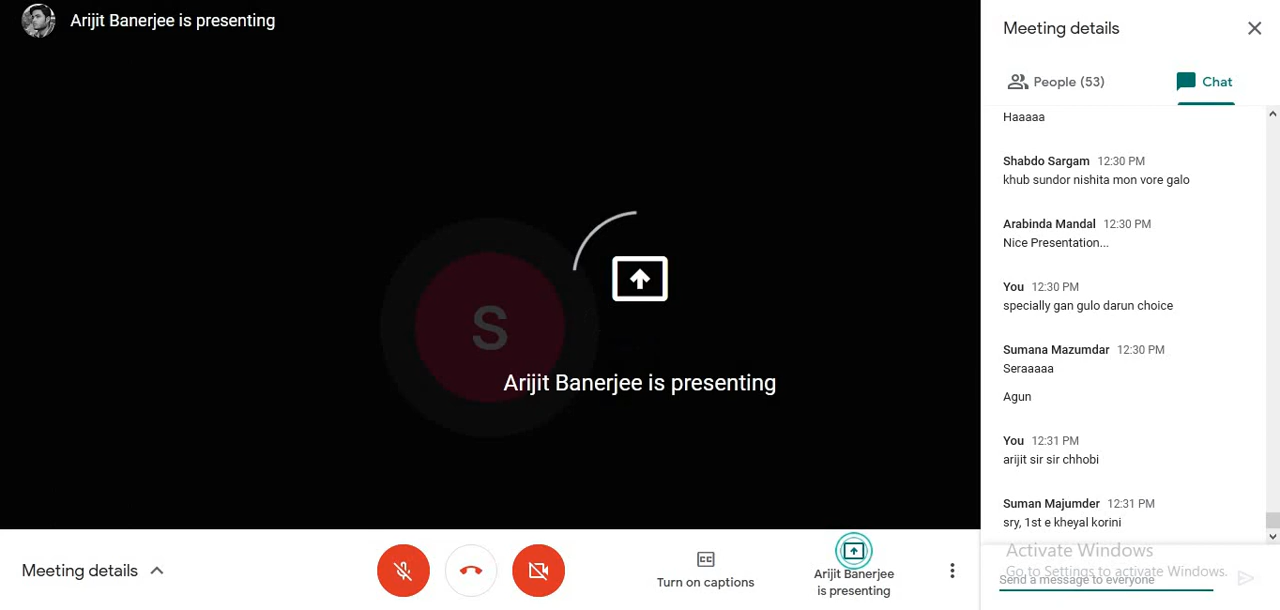 Arijit Banerjee is presenting
S
Arijit Banerjee is presenting
Meeting details
Turn on captions
Arijit Banerjee
is presenting
Meeting details
People (53)
Chat
Haaaaa
Shabdo Sargam 12:30 PM
khub sundor nishita mon vore galo
Arabinda Mandal 12:30 PM
Nice Presentation...
You 12:30 PM
specially gan gulo darun choice
Sumana Mazumdar 12:30 PM
Seraaaaa
Agun
You 12:31 PM
arijit sir sir chhobi
Suman Majumder 12:31 PM
sry, 1st e kheyal korini
Activate Windows
Go to Settings to activate Windows.
Send a message to everyone